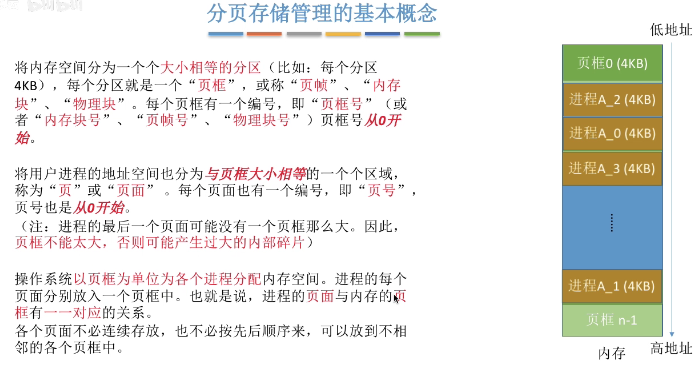 分页存储管理的基本概念
将内存空间分为一个个大小相等的分区（比如：每个分区
4KB），每个分区就是一个“页框”，或称“页帧”、“内存
块”、“物理块”。每个页框有一个编号，即“页框号”（或
者“内存块号”、“页帧号”、“物理块号”）页框号从0开
始。
将用户进程的地址空间也分为与页框大小相等的一个个区域，
称为“页”或“页面” 。每个页面也有一个编号，即“页号”，
页号也是从0开始。
（注：进程的最后一个页面可能没有一个页框那么大。因此，
页框不能太大，否则可能产生过大的内部碎片）
操作系统以页框为单位为各个进程分配内存空间。进程的每个
页面分别放入一个页框中。也就是说，进程的页面与内存的页
框有一一对应的关系。
各个页面不必连续存放，也不必按先后顺序来，可以放到不相
邻的各个页框中。
低地址
页框0 (4KB)
进程A_2 (4KB)
进程A_0 (4KB)
进程A_3 (4KB)
……
进程A_1 (4KB)
页框 n-1
高地址
内存